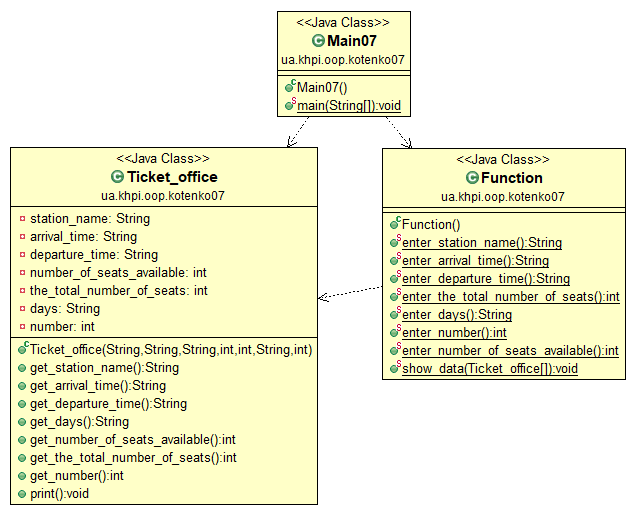 <<Java Class>>
Main07
ua.khpi.oop.kotenko07
Main07()
main(String[]):void
<<Java Class>>
Ticket_office
ua.khpi.oop.kotenko07
station_name: String
arrival_time: String
departure_time: String
number_of_seats_available: int
the_total_number_of_seats: int
days: String
number: int
Ticket_office(String,String,String,int,int,String,int)
get_station_name():String
get_arrival_time():String
get_departure_time():String
get_days():String
get_number_of_seats_available():int
get_the_total_number_of_seats():int
get_number():int
print():void
<<Java Class>>
Function
ua.khpi.oop.kotenko07
Function()
enter_station_name():String
enter_arrival_time():String
enter_departure_time():String
enter_the_total_number_of_seats():int
enter_days():String
enter_number():int
enter_number_of_seats_available():int
show_data(Ticket_office[]):void